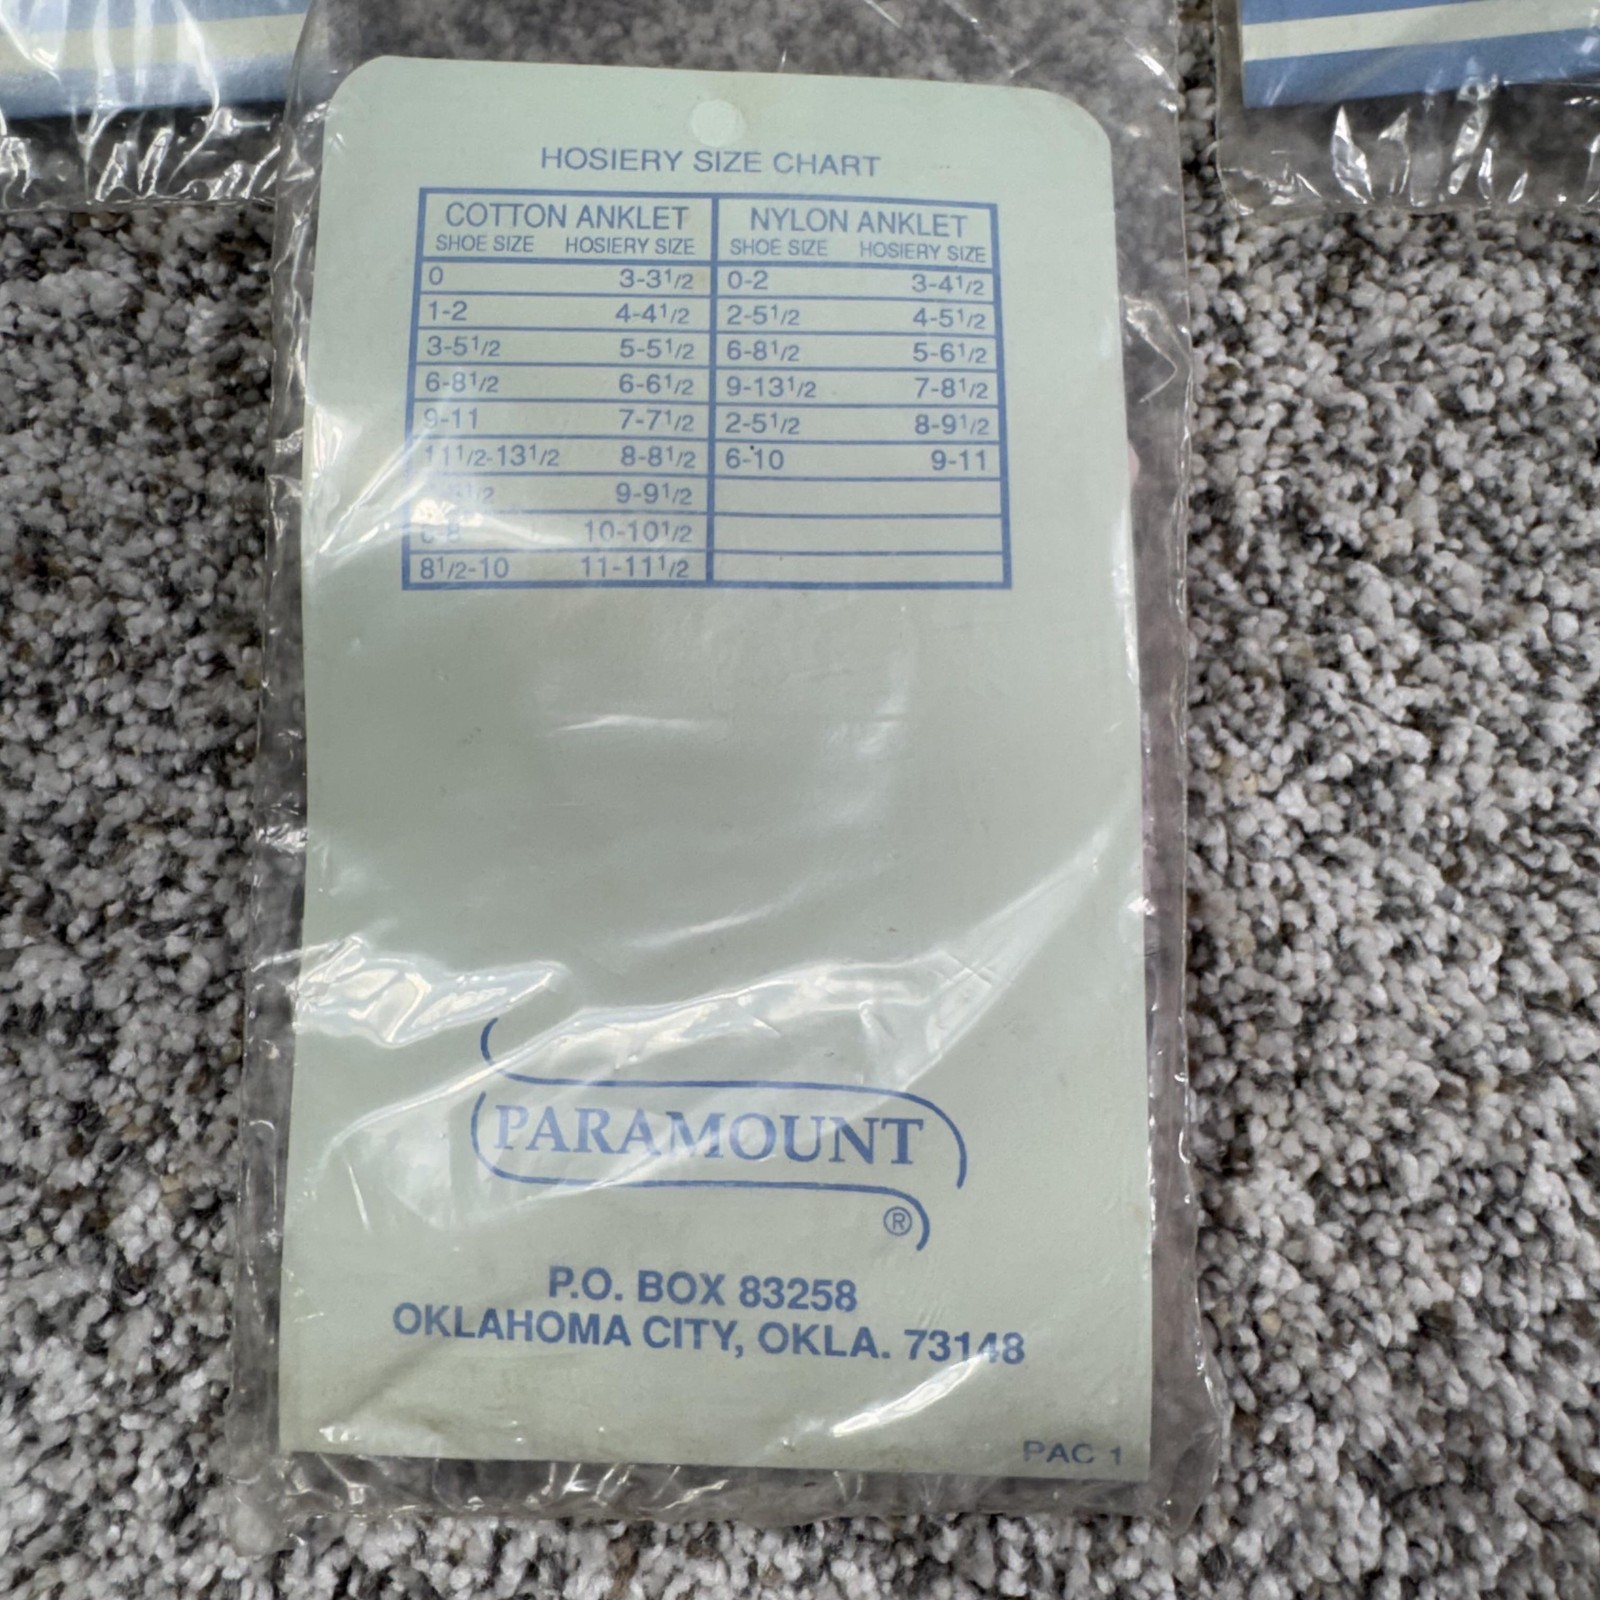 HOSIERY SIZE CHART
COTTON ANKLET NYLON ANKLET
SHOE SIZE HOSIERY SIZE SHOE SIZE HOSIERY SIZE
0 3-3 1/2 0-2 3-4 1/2
1-2 4-4 1/2 2-5 1/2 4-5 1/2
3-5 1/2 5-5 1/2 6-8 1/2 5-6 1/2
6-8 1/2 6-6 1/2 9-13 1/2 7-8 1/2
9-11 7-7 1/2 2-5 1/2 8-9 1/2
11 1/2-13 1/2 8-8 1/2 6-10 9-11
9-9 1/2
10-10 1/2
8 1/2-10 11-11 1/2
PARAMOUNT
®
P.O. BOX 83258
OKLAHOMA CITY, OKLA. 73148
PAC 1